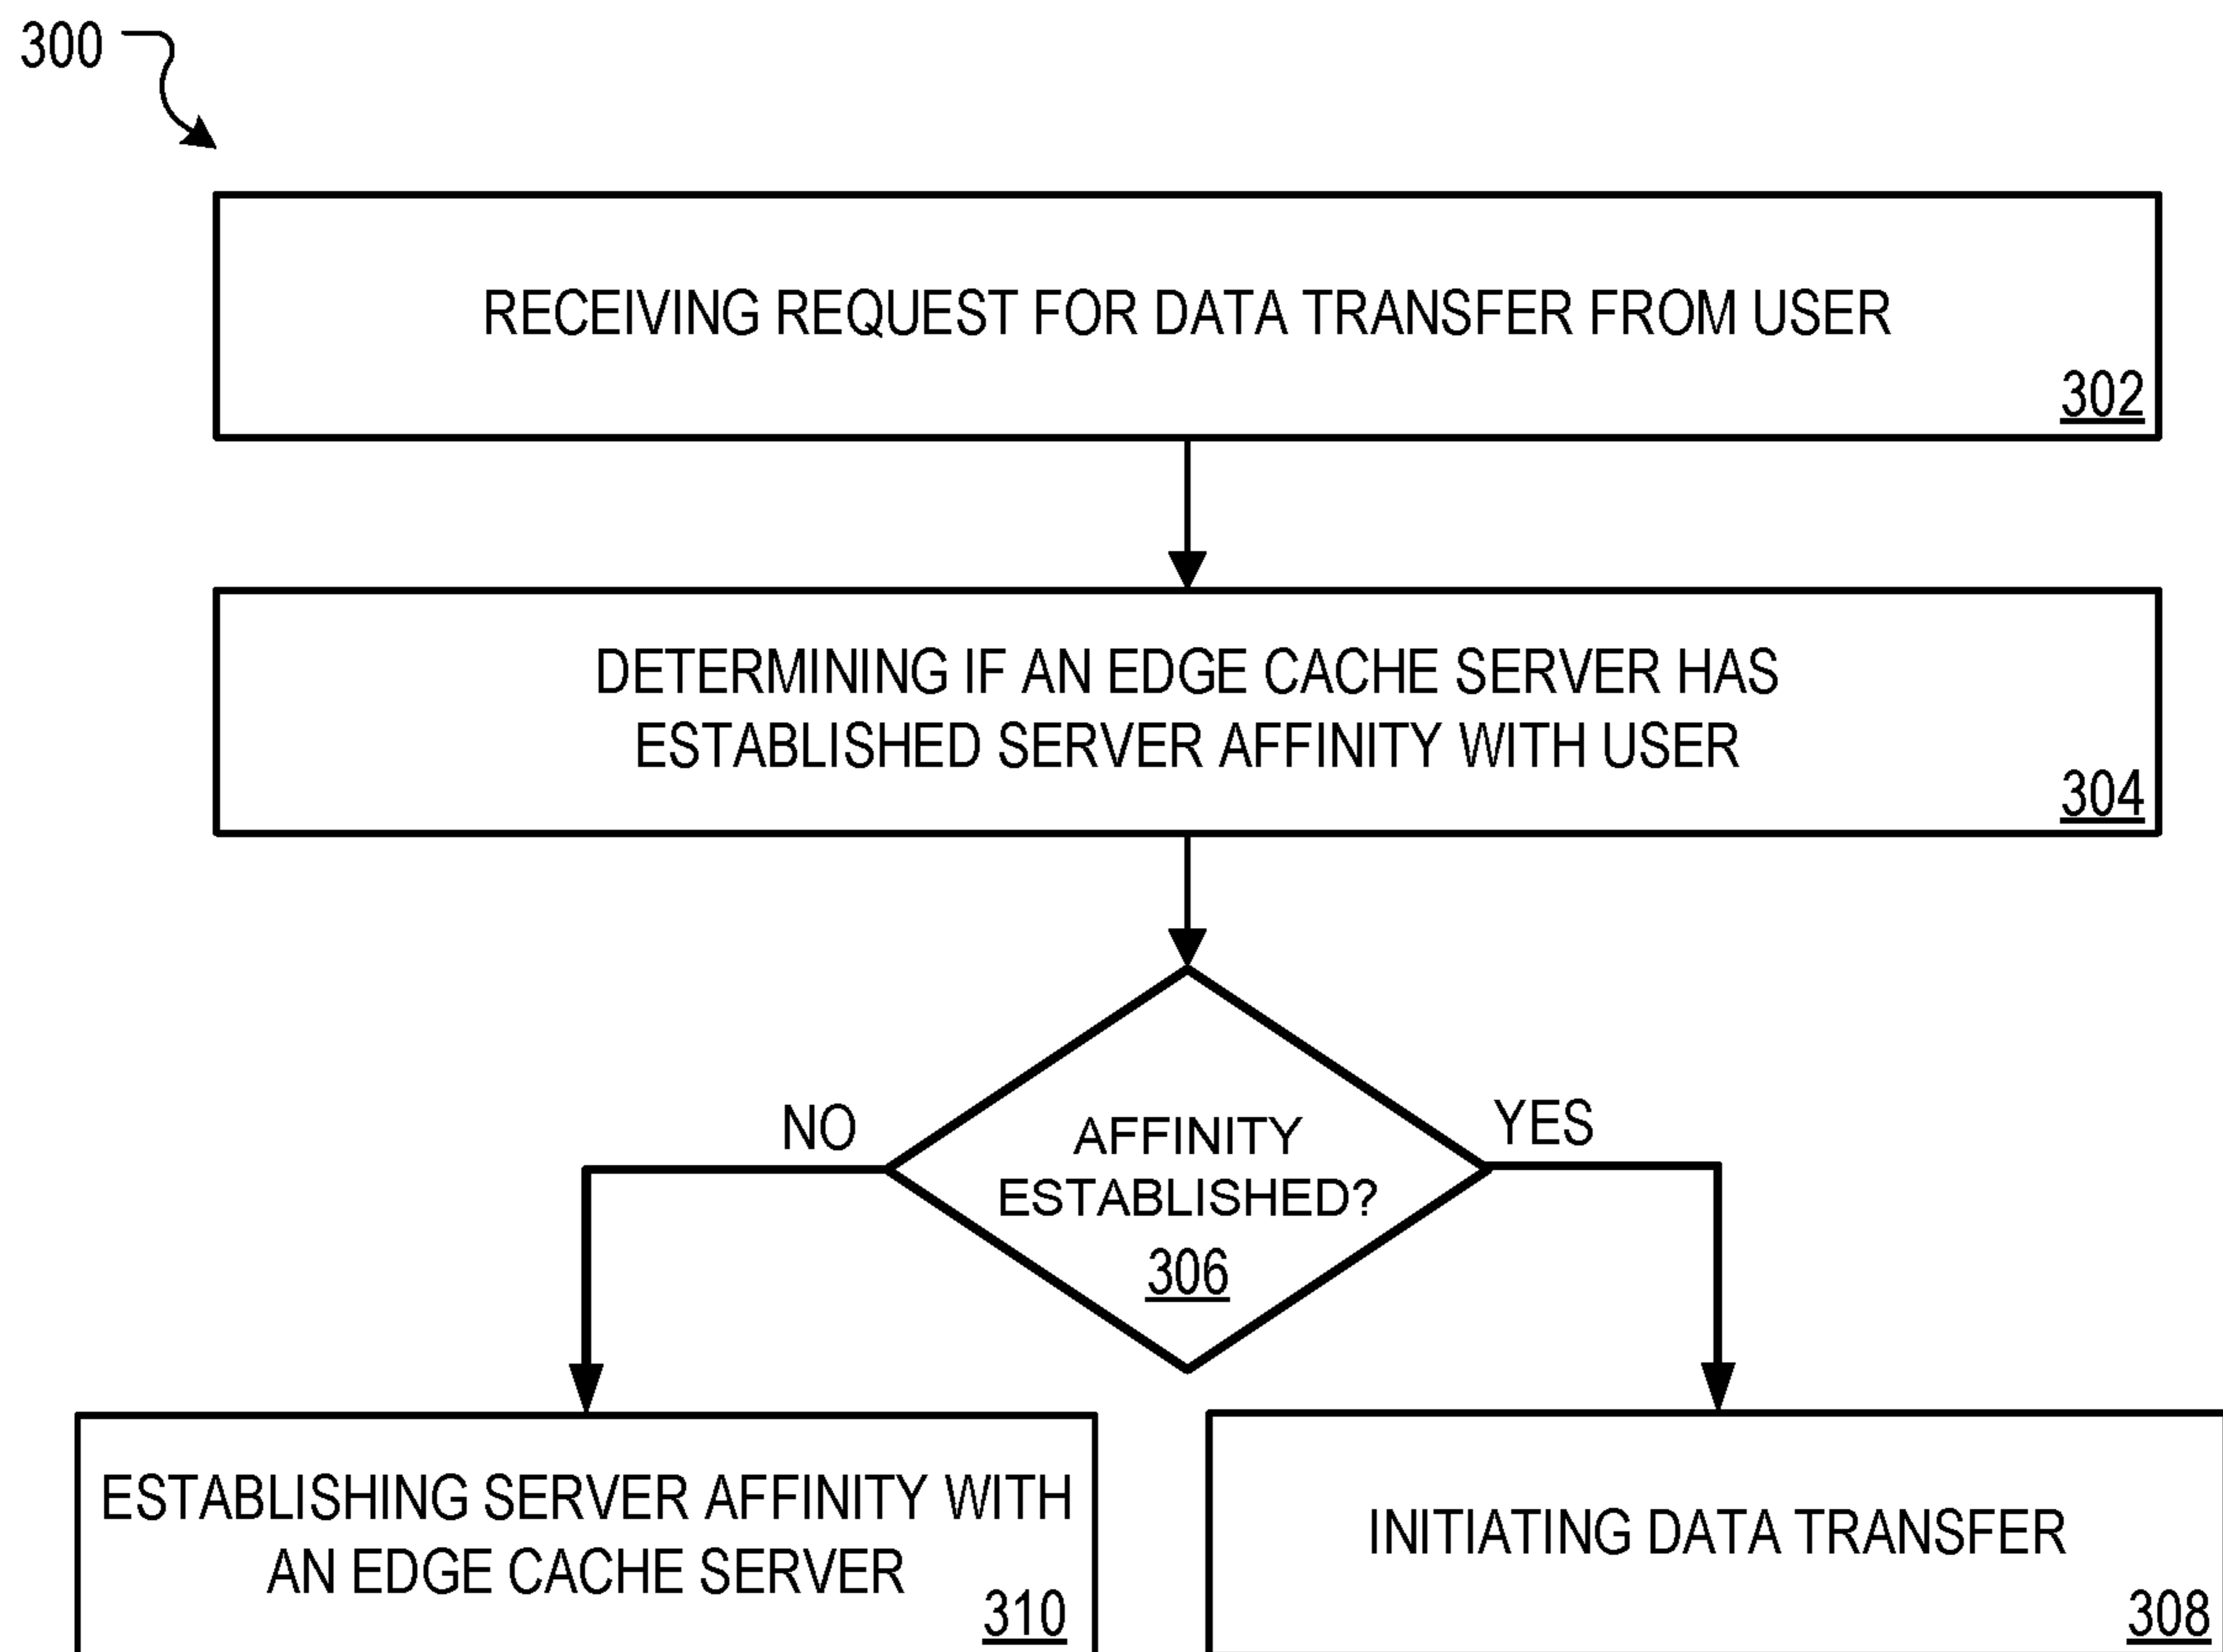 300
RECEIVING REQUEST FOR DATA TRANSFER FROM USER
302
DETERMINING IF AN EDGE CACHE SERVER HAS
ESTABLISHED SERVER AFFINITY WITH USER
304
NO
YES
AFFINITY
ESTABLISHED?
306
ESTABLISHING SERVER AFFINITY WITH
AN EDGE CACHE SERVER
310
INITIATING DATA TRANSFER
308